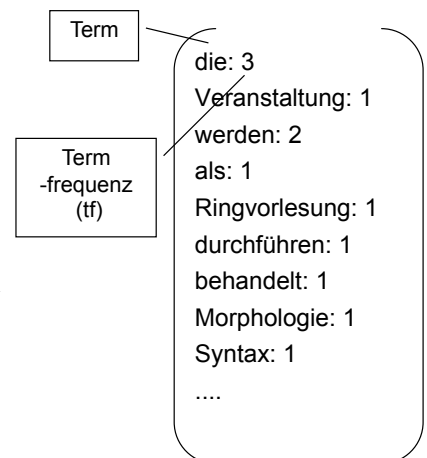 Term
die: 3
Veranstaltung: 1
werden: 2
Term
-frequenz
(tf)
als: 1
Ringvorlesung: 1
durchführen: 1
behandelt: 1
Morphologie: 1
Syntax: 1
....